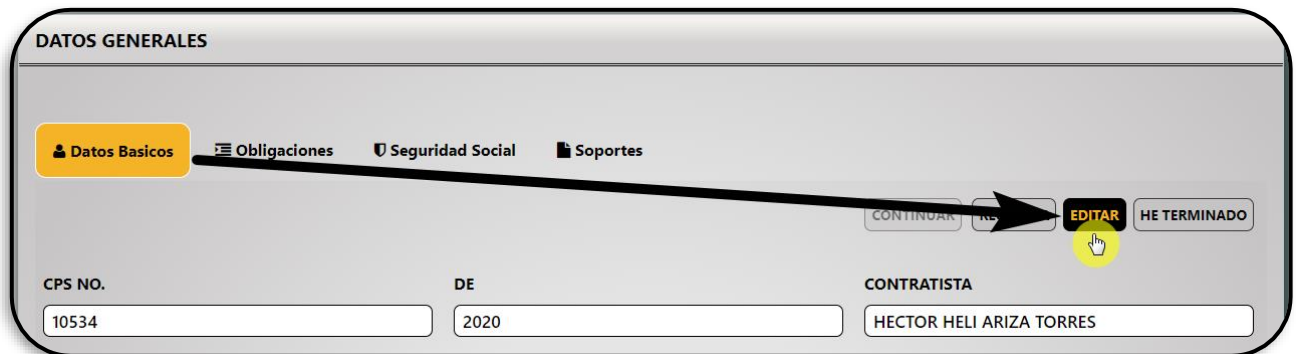 DATOS GENERALES
Datos Basicos Obligaciones Seguridad Social Soportes
CONTINUAR EDITAR HE TERMINADO
CPS NO. DE CONTRATISTA
10534 2020 HECTOR HELI ARIZA TORRES